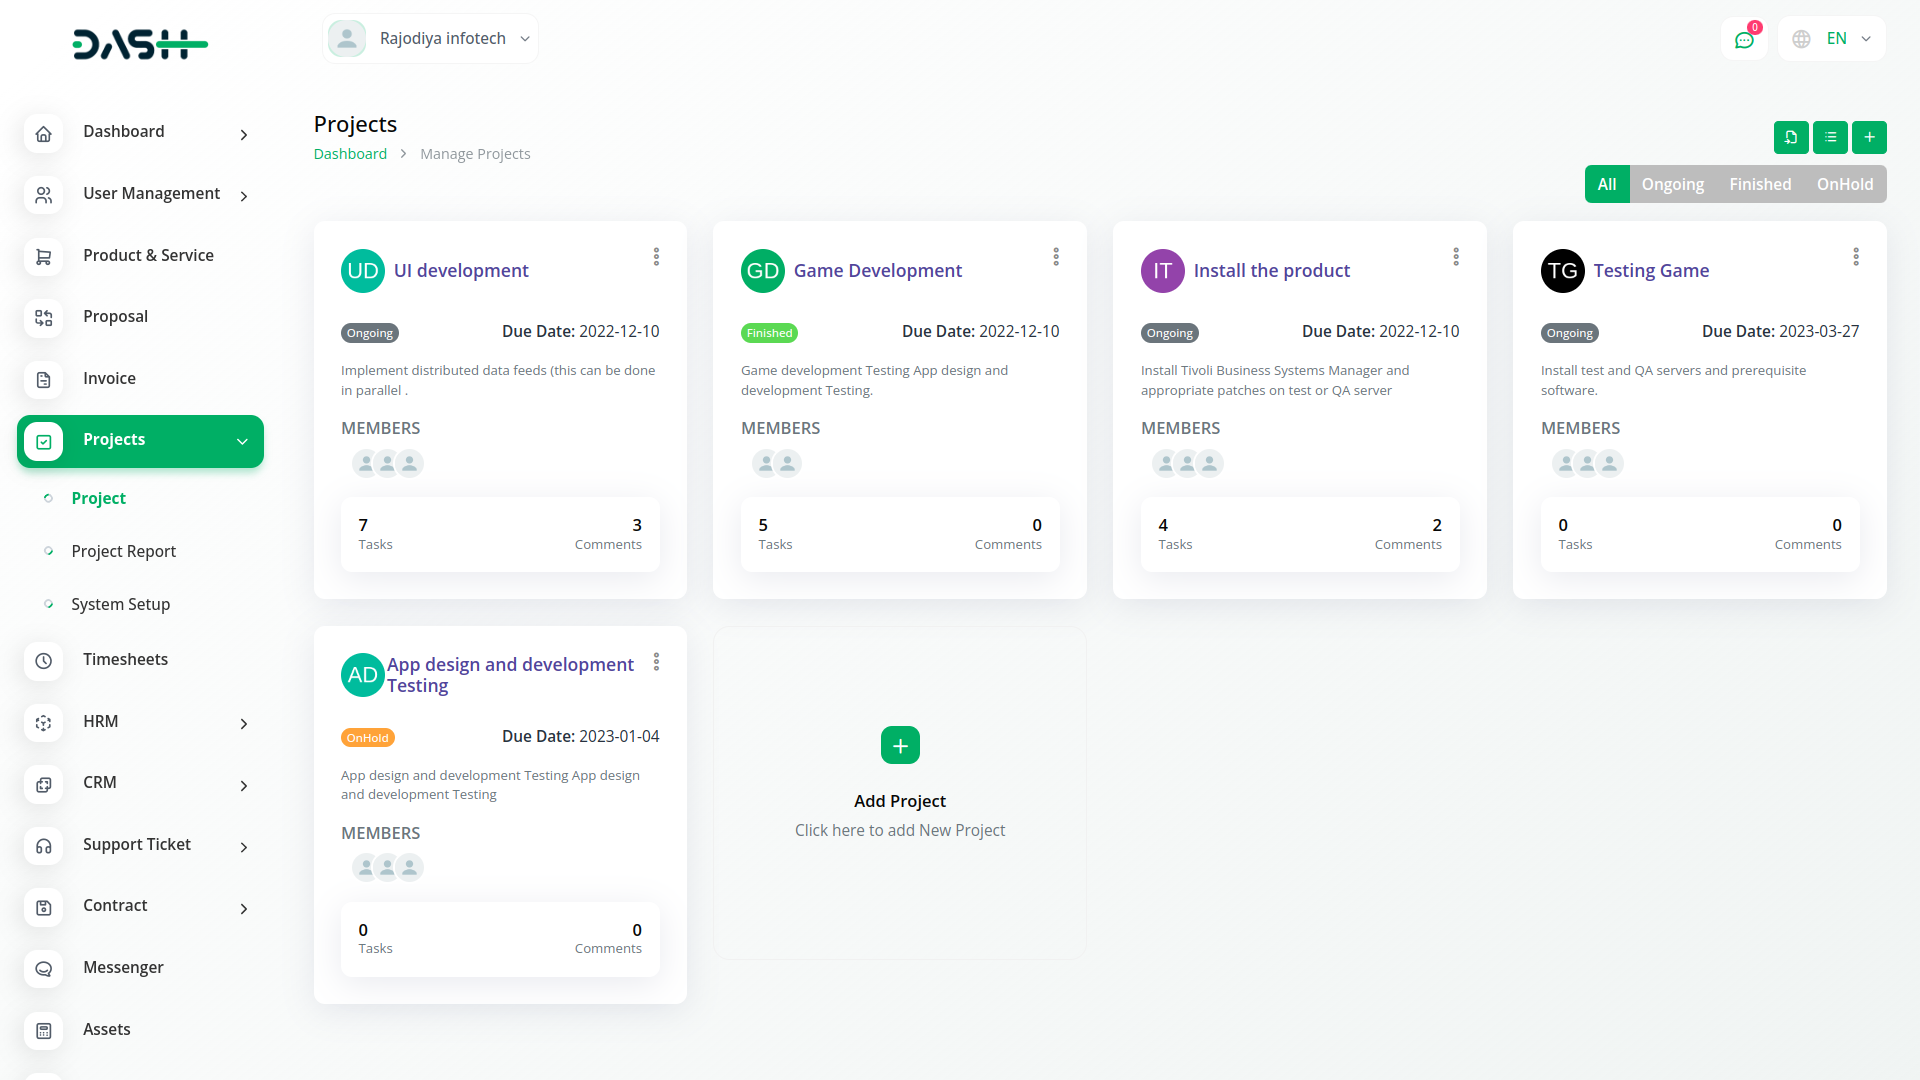 DASH
Rajodiya infotech
0
EN
Dashboard
User Management
Product & Service
Proposal
Invoice
Projects
Project
Project Report
System Setup
Timesheets
HRM
CRM
Support Ticket
Contract
Messenger
Assets
Projects
Dashboard > Manage Projects
All Ongoing Finished OnHold
UD UI development
Ongoing Due Date: 2022-12-10
Implement distributed data feeds (this can be done
in parallel .
MEMBERS
7 3
Tasks Comments
GD Game Development
Finished Due Date: 2022-12-10
Game development Testing App design and
development Testing.
MEMBERS
5 0
Tasks Comments
IT Install the product
Ongoing Due Date: 2022-12-10
Install Tivoli Business Systems Manager and
appropriate patches on test or QA server
MEMBERS
4 2
Tasks Comments
TG Testing Game
Ongoing Due Date: 2023-03-27
Install test and QA servers and prerequisite
software.
MEMBERS
0 0
Tasks Comments
AD App design and development
Testing
OnHold Due Date: 2023-01-04
App design and development Testing App design
and development Testing
MEMBERS
0 0
Tasks Comments
Add Project
Click here to add New Project